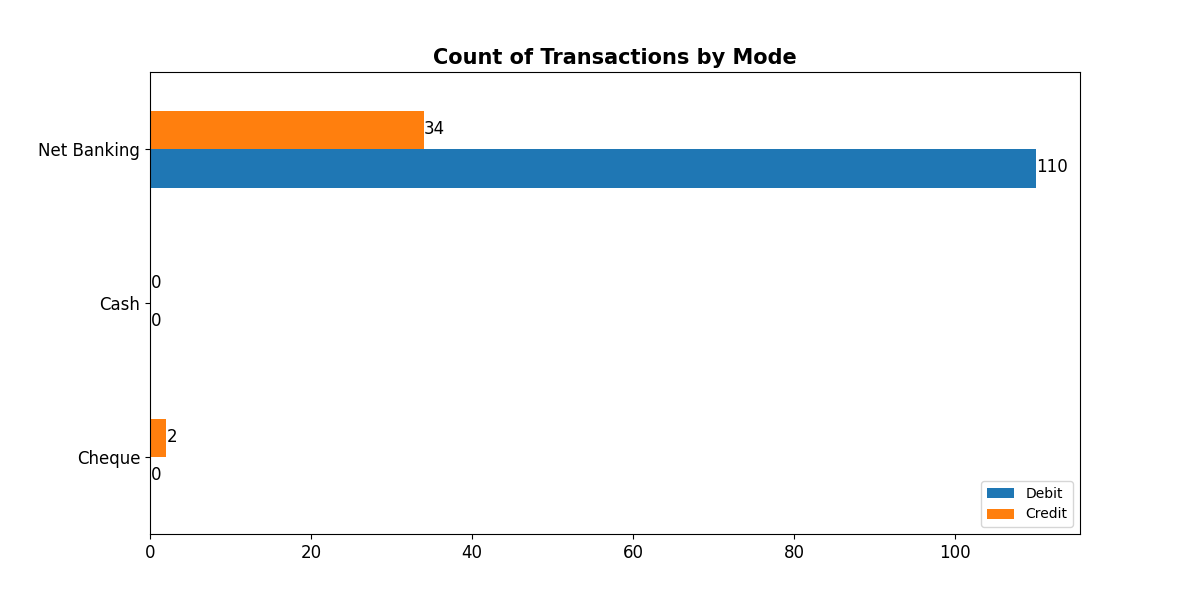 Count of Transactions by Mode
Net Banking
34
110
Cash
0
0
Cheque
2
0
Debit
Credit
0 20 40 60 80 100